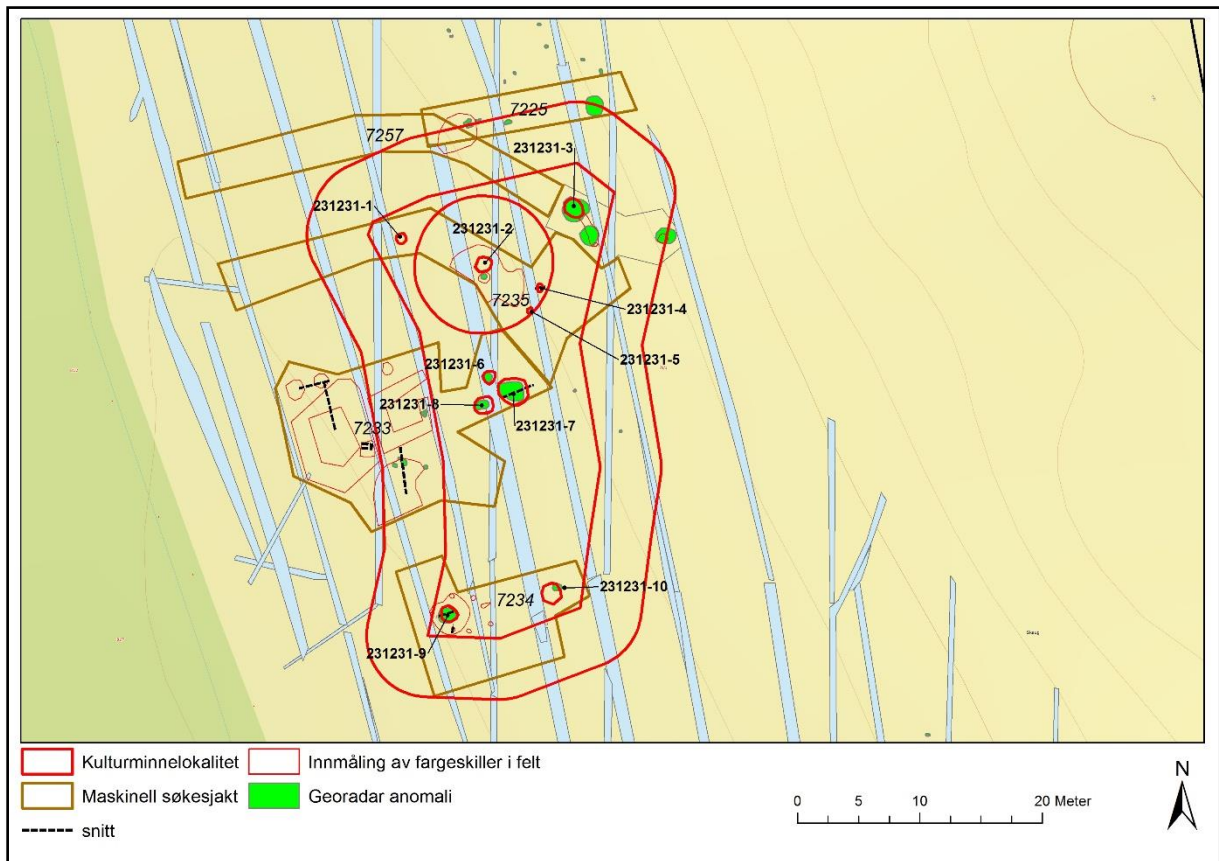 7225
7257
231231-3
231231-1
231231-2
7235
231231-4
231231-5
231231-6
231231-8
231231-7
7233
231231-10
7234
231231-9
Kulturminnelokalitet
Innmåling av fargeskiller i felt
Maskinell søkesjakt
Georadar anomali
snitt
0 5 10 20 Meter
N